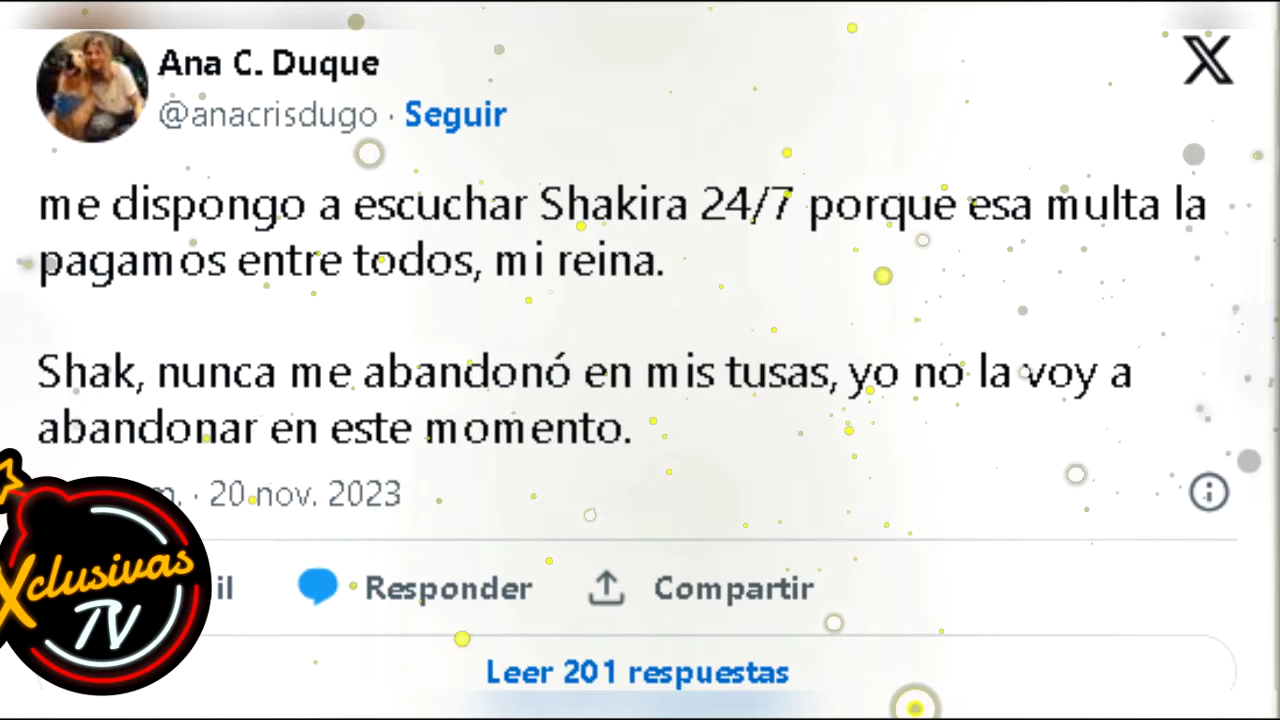 Ana C. Duque
@anacrisdugo · Seguir
X
me dispongo a escuchar Shakira 24/7 porque esa multa la
pagamos entre todos, mi reina.
Shak, nunca me abandonó en mis tusas, yo no la voy a
abandonar en este momento.
m. · 20 nov. 2023
il
Responder
Compartir
Leer 201 respuestas
Xclusivas
TV